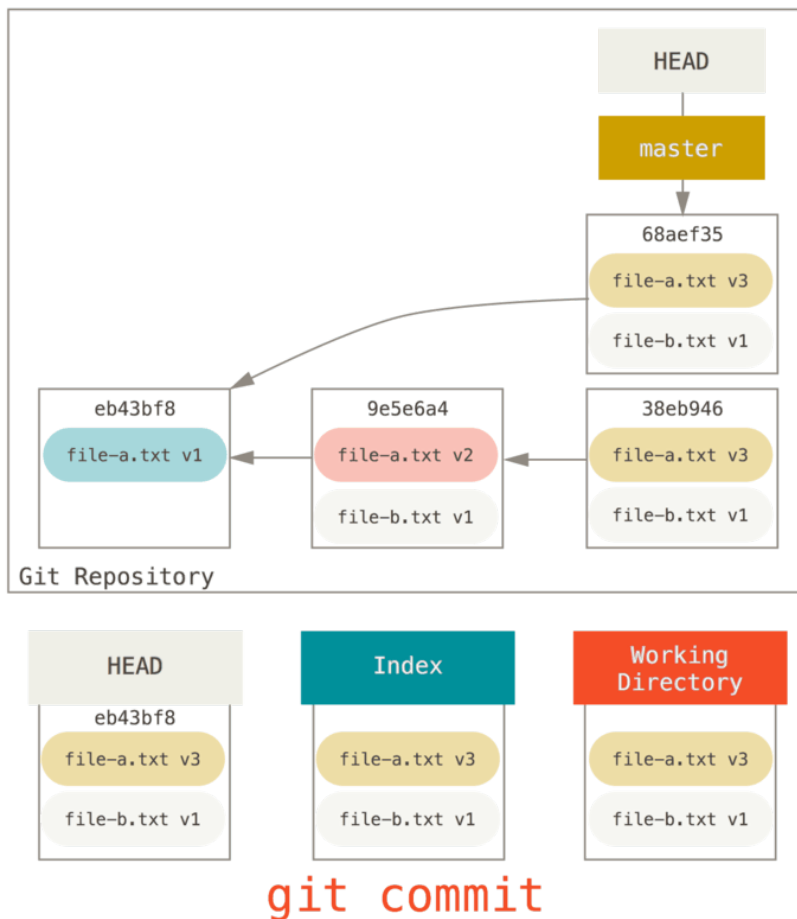 HEAD
master
68aef35
file-a.txt v3
file-b.txt v1
eb43bf8
file-a.txt v1
9e5e6a4
file-a.txt v2
file-b.txt v1
38eb946
file-a.txt v3
file-b.txt v1
Git Repository
HEAD
eb43bf8
file-a.txt v3
file-b.txt v1
Index
file-a.txt v3
file-b.txt v1
Working
Directory
file-a.txt v3
file-b.txt v1
git commit